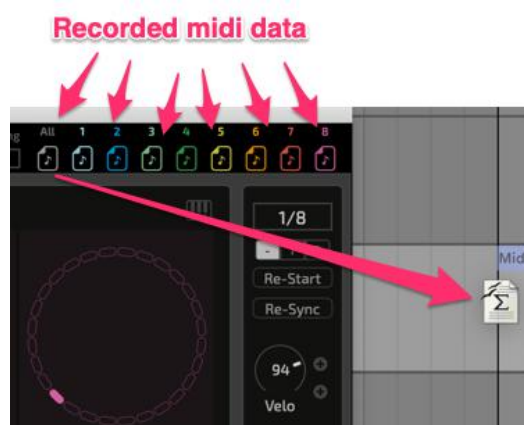 Recorded midi data
ng All 1 2 3 4 5 6 7 8
1/8
-
Re-Start
Re-Sync
94
Velo
Mid
Σ